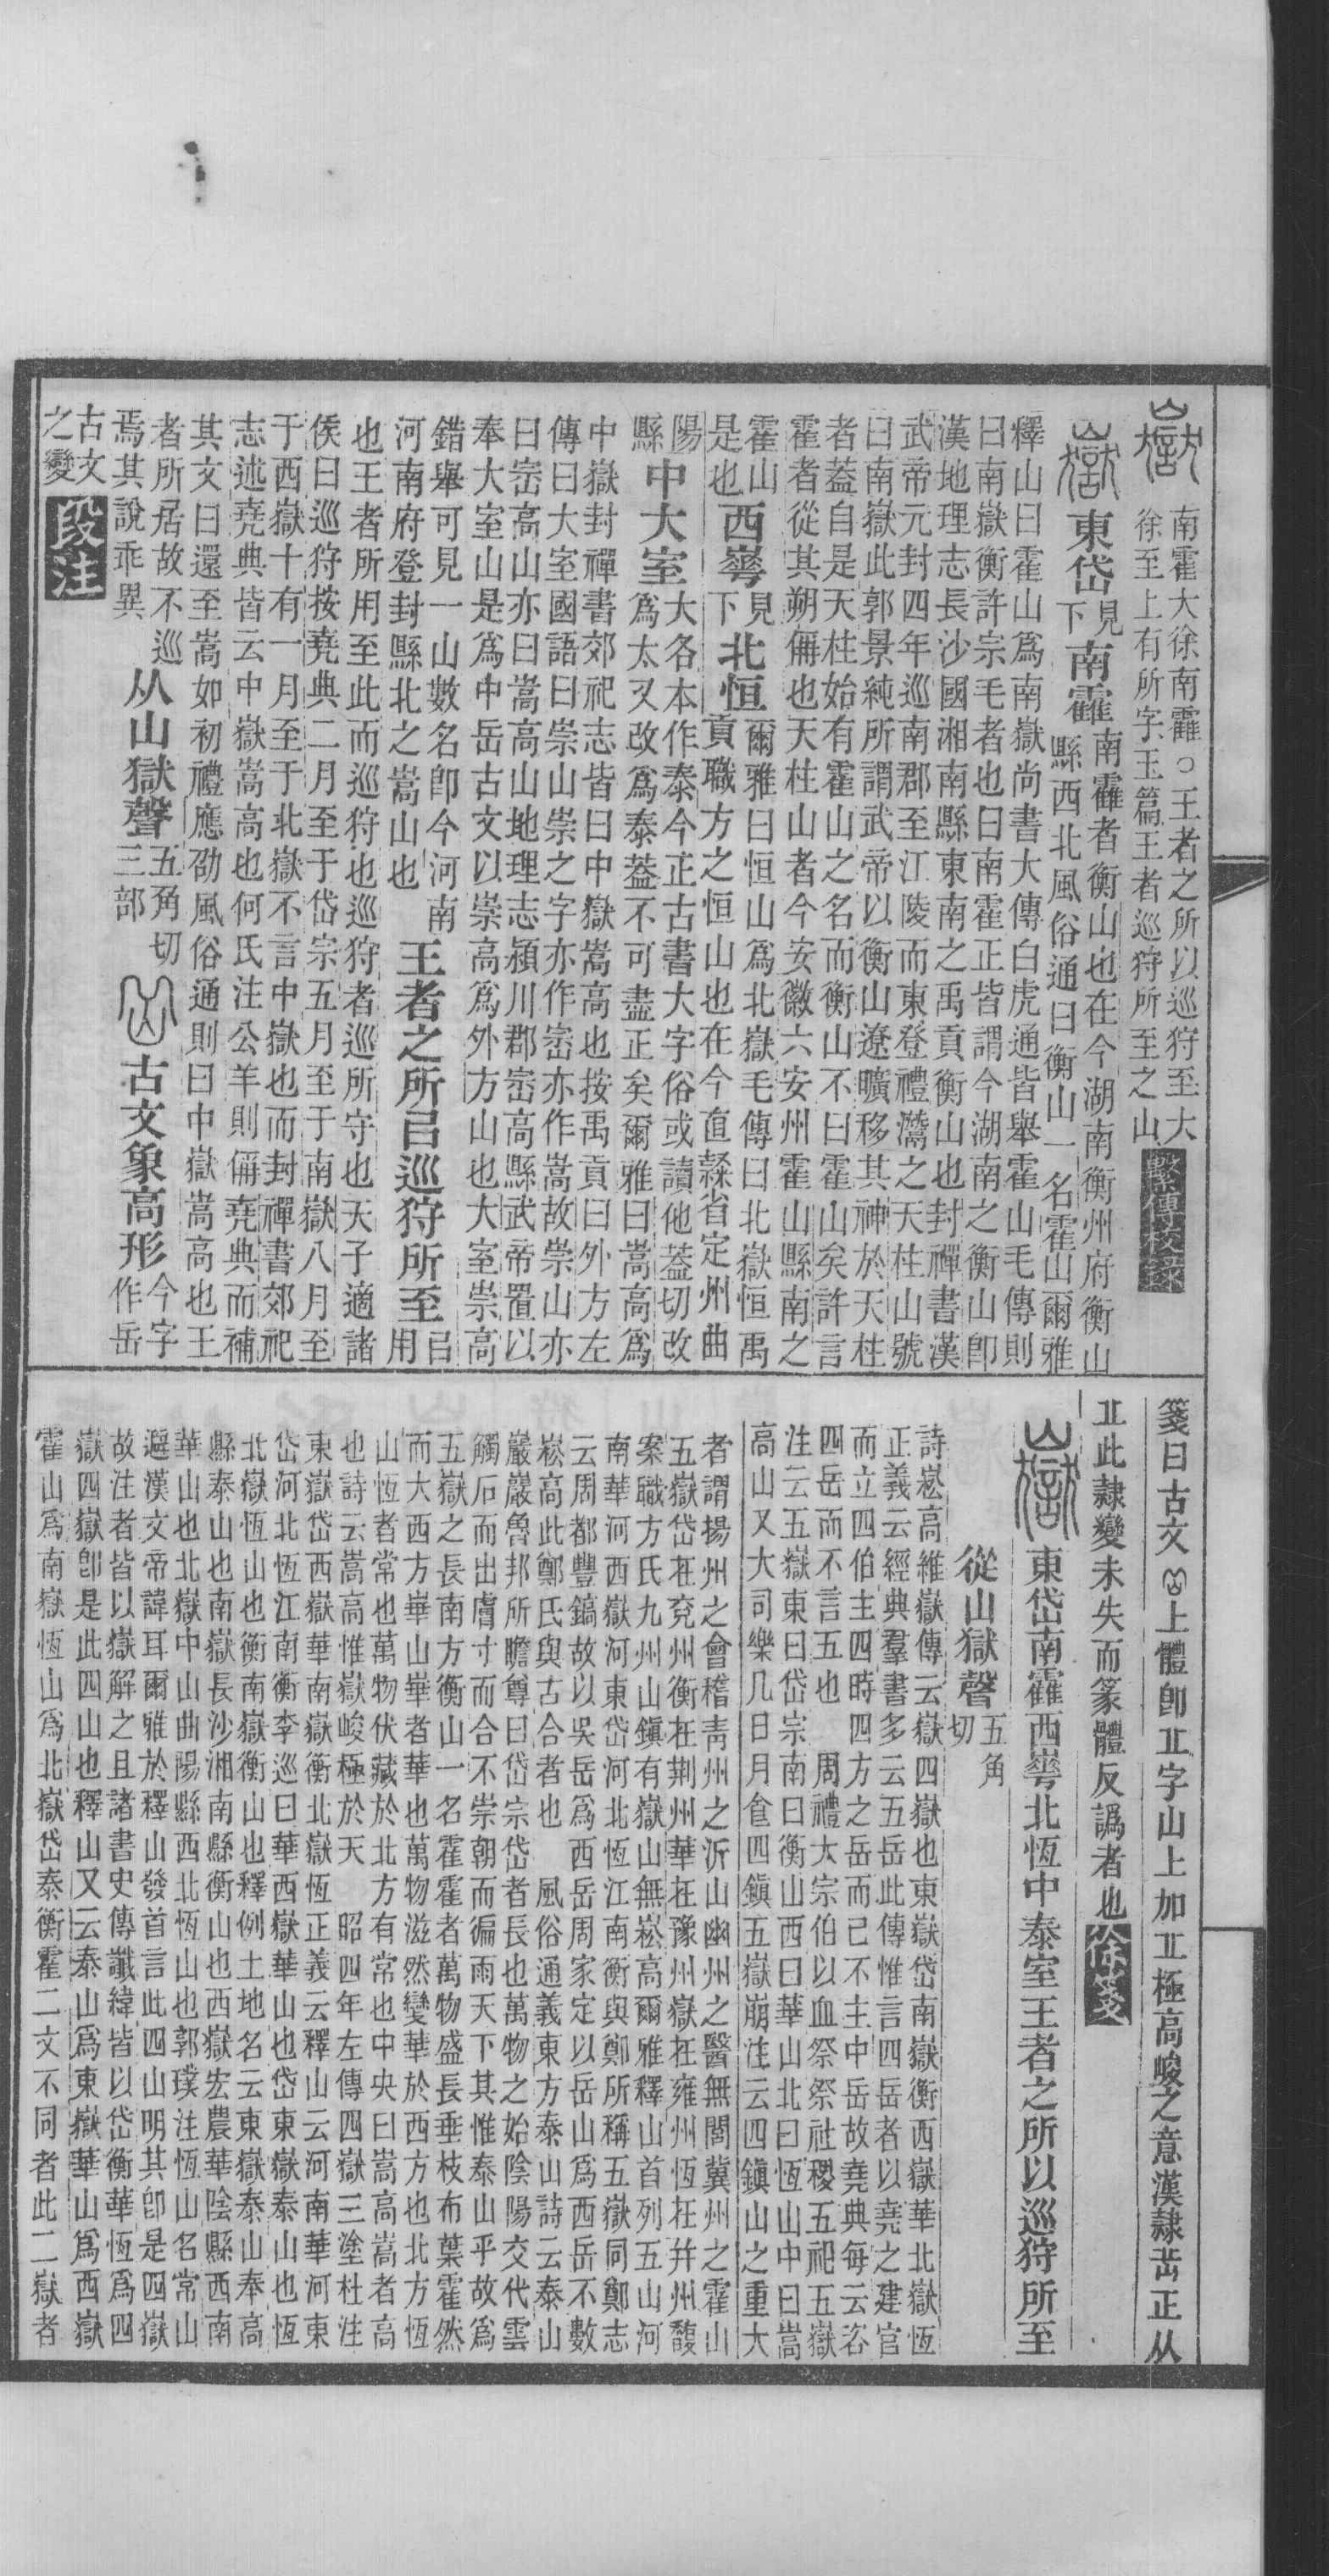 嶽
南靃大徐南靃○王者之所以巡狩至大
徐至上有所字玉篇王者巡狩所至之山
繫傳校錄
嶽東岱見下南靃南靃者衡山也在今湖南衡州府衡山
縣西北風俗通曰衡山一名霍山爾雅
釋山曰霍山爲南嶽尚書大傳白虎通皆舉霍山毛傳則
曰南嶽衡許宗毛者也曰南霍正皆謂今湖南之衡山卽
漢地理志長沙國湘南縣東南之禹貢衡山也封禪書漢
武帝元封四年巡南郡至江陵而東登禮灊之天柱山號
曰南嶽此郭景純所謂武帝以衡山遼曠移其神於天柱
者葢自是天柱始有霍山之名而衡山不曰霍山矣許言
霍者從其朔偁也天柱山者今安徽六安州霍山縣南之
霍山
是也西崋見下北恒爾雅曰恒山爲北嶽毛傳曰北嶽恒禹
貢職方之恒山也在今直隸省定州曲
陽
縣中大室大各本作泰今正古書大字俗或讀他葢切改
爲太又改爲泰葢不可盡正矣爾雅曰嵩高爲
中嶽封禪書郊祀志皆曰中嶽嵩高也按禹貢曰外方左
傳曰大室國語曰崇山崇之字亦作崈亦作嵩故崇山亦
曰崈高山亦曰嵩高山地理志潁川郡崈高縣武帝置以
奉大室山是爲中岳古文以崇高爲外方山也大室崇高
錯舉可見一山數名卽今河南
河南府登封縣北之嵩山也王者之所㠯巡狩所至㠯
用
也王者所用至此而巡狩也巡狩者巡所守也天子適諸
侯曰巡狩按堯典二月至于岱宗五月至于南嶽八月至
于西嶽十有一月至于北嶽不言中嶽也而封禪書郊祀
志述堯典皆云中嶽嵩高也何氏注公羊則偁堯典而補
其文曰還至嵩如初禮應劭風俗通則曰中嶽嵩高也王
者所居故不巡
焉其說乖異从山獄聲五角切
三部古文象高形今字
作岳
古文
之變段注
箋曰古文上體卽丠字山上加丠極高峻之意漢隷岳正从
丠此隷變未失而篆體反譌者也徐箋
嶽東岱南靃西崋北恆中泰室王者之所以巡狩所至
從山獄聲五角
切
詩崧高維嶽傳云嶽四嶽也東嶽岱南嶽衡西嶽華北嶽恆
正義云經典羣書多云五岳此傳惟言四岳者以堯之建官
而立四伯主四時四方之岳而已不主中岳故堯典每云咨
四岳而不言五也 周禮大宗伯以血祭祭社稷五祀五嶽
注云五嶽東曰岱宗南曰衡山西曰華山北曰恆山中曰嵩
高山又大司樂凡日月食四鎮五嶽崩注云四鎮山之重大
者謂揚州之會稽靑州之沂山幽州之醫無閭冀州之霍山
五嶽岱在兗州衡在荆州華在豫州嶽在雍州恆在幷州馥
案職方氏九州山鎮有嶽山無崧高爾雅釋山首列五山河
南華河西嶽河東岱河北恆江南衡與鄭所稱五嶽同鄭志
云周都豐鎬故以吳岳爲西岳周家定以岳山爲西岳不數
崧高此鄭氏與古合者也 風俗通義東方泰山詩云泰山
巖巖魯邦所瞻尊曰岱宗岱者長也萬物之始陰陽交代雲
觸石而出膚寸而合不崇朝而徧雨天下其惟泰山乎故爲
五嶽之長南方衡山一名霍霍者萬物盛長垂枝布葉霍然
而大西方崋山崋者華也萬物滋然變華於西方也北方恆
山恆者常也萬物伏藏於北方有常也中央曰嵩高嵩者高
也詩云嵩高惟嶽峻極於天 昭四年左傳四嶽三塗杜注
東嶽岱西嶽華南嶽衡北嶽恆正義云釋山云河南華河東
岱河北恆江南衡李巡曰華西嶽華山也岱東嶽泰山也恆
北嶽恆山也衡南嶽衡山也釋例土地名云東嶽泰山奉高
縣泰山也南嶽長沙湘南縣衡山也西嶽宏農華陰縣西南
華山也北嶽中山曲陽縣西北恆山也郭璞注恆山名常山
避漢文帝諱耳爾雅於釋山發首言此四山明其卽是四嶽
故注者皆以嶽解之且諸書史傳讖緯皆以岱衡華恆爲四
嶽四嶽卽是此四山也釋山又云泰山爲東嶽華山爲西嶽
霍山爲南嶽恆山爲北嶽岱泰衡霍二文不同者此二嶽者